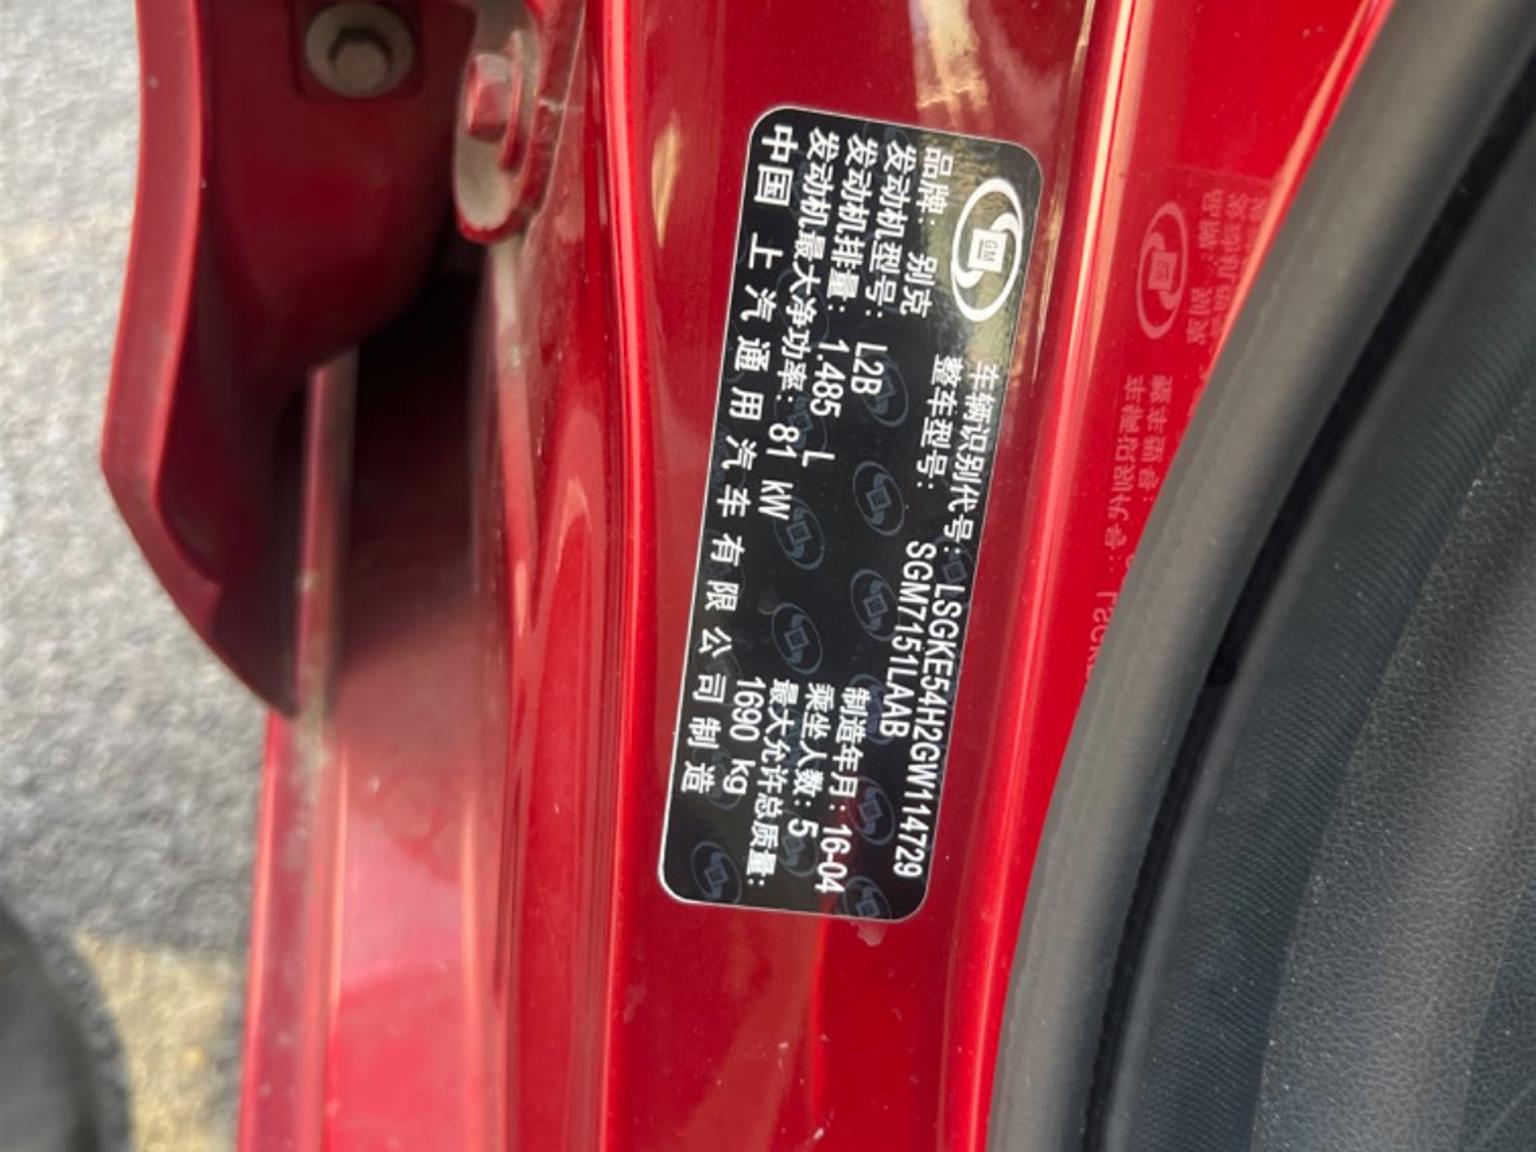 GM
车辆识别代号: LSGKE54H2GW114729
品牌: 别克 整车型号: SGM7151LAAB
发动机型号: L2B 制造年月: 16-04
发动机排量: 1.485 L 乘坐人数: 5
发动机最大净功率: 81 kW 最大允许总质量: 1690 kg
中国 上汽通用汽车有限公司制造